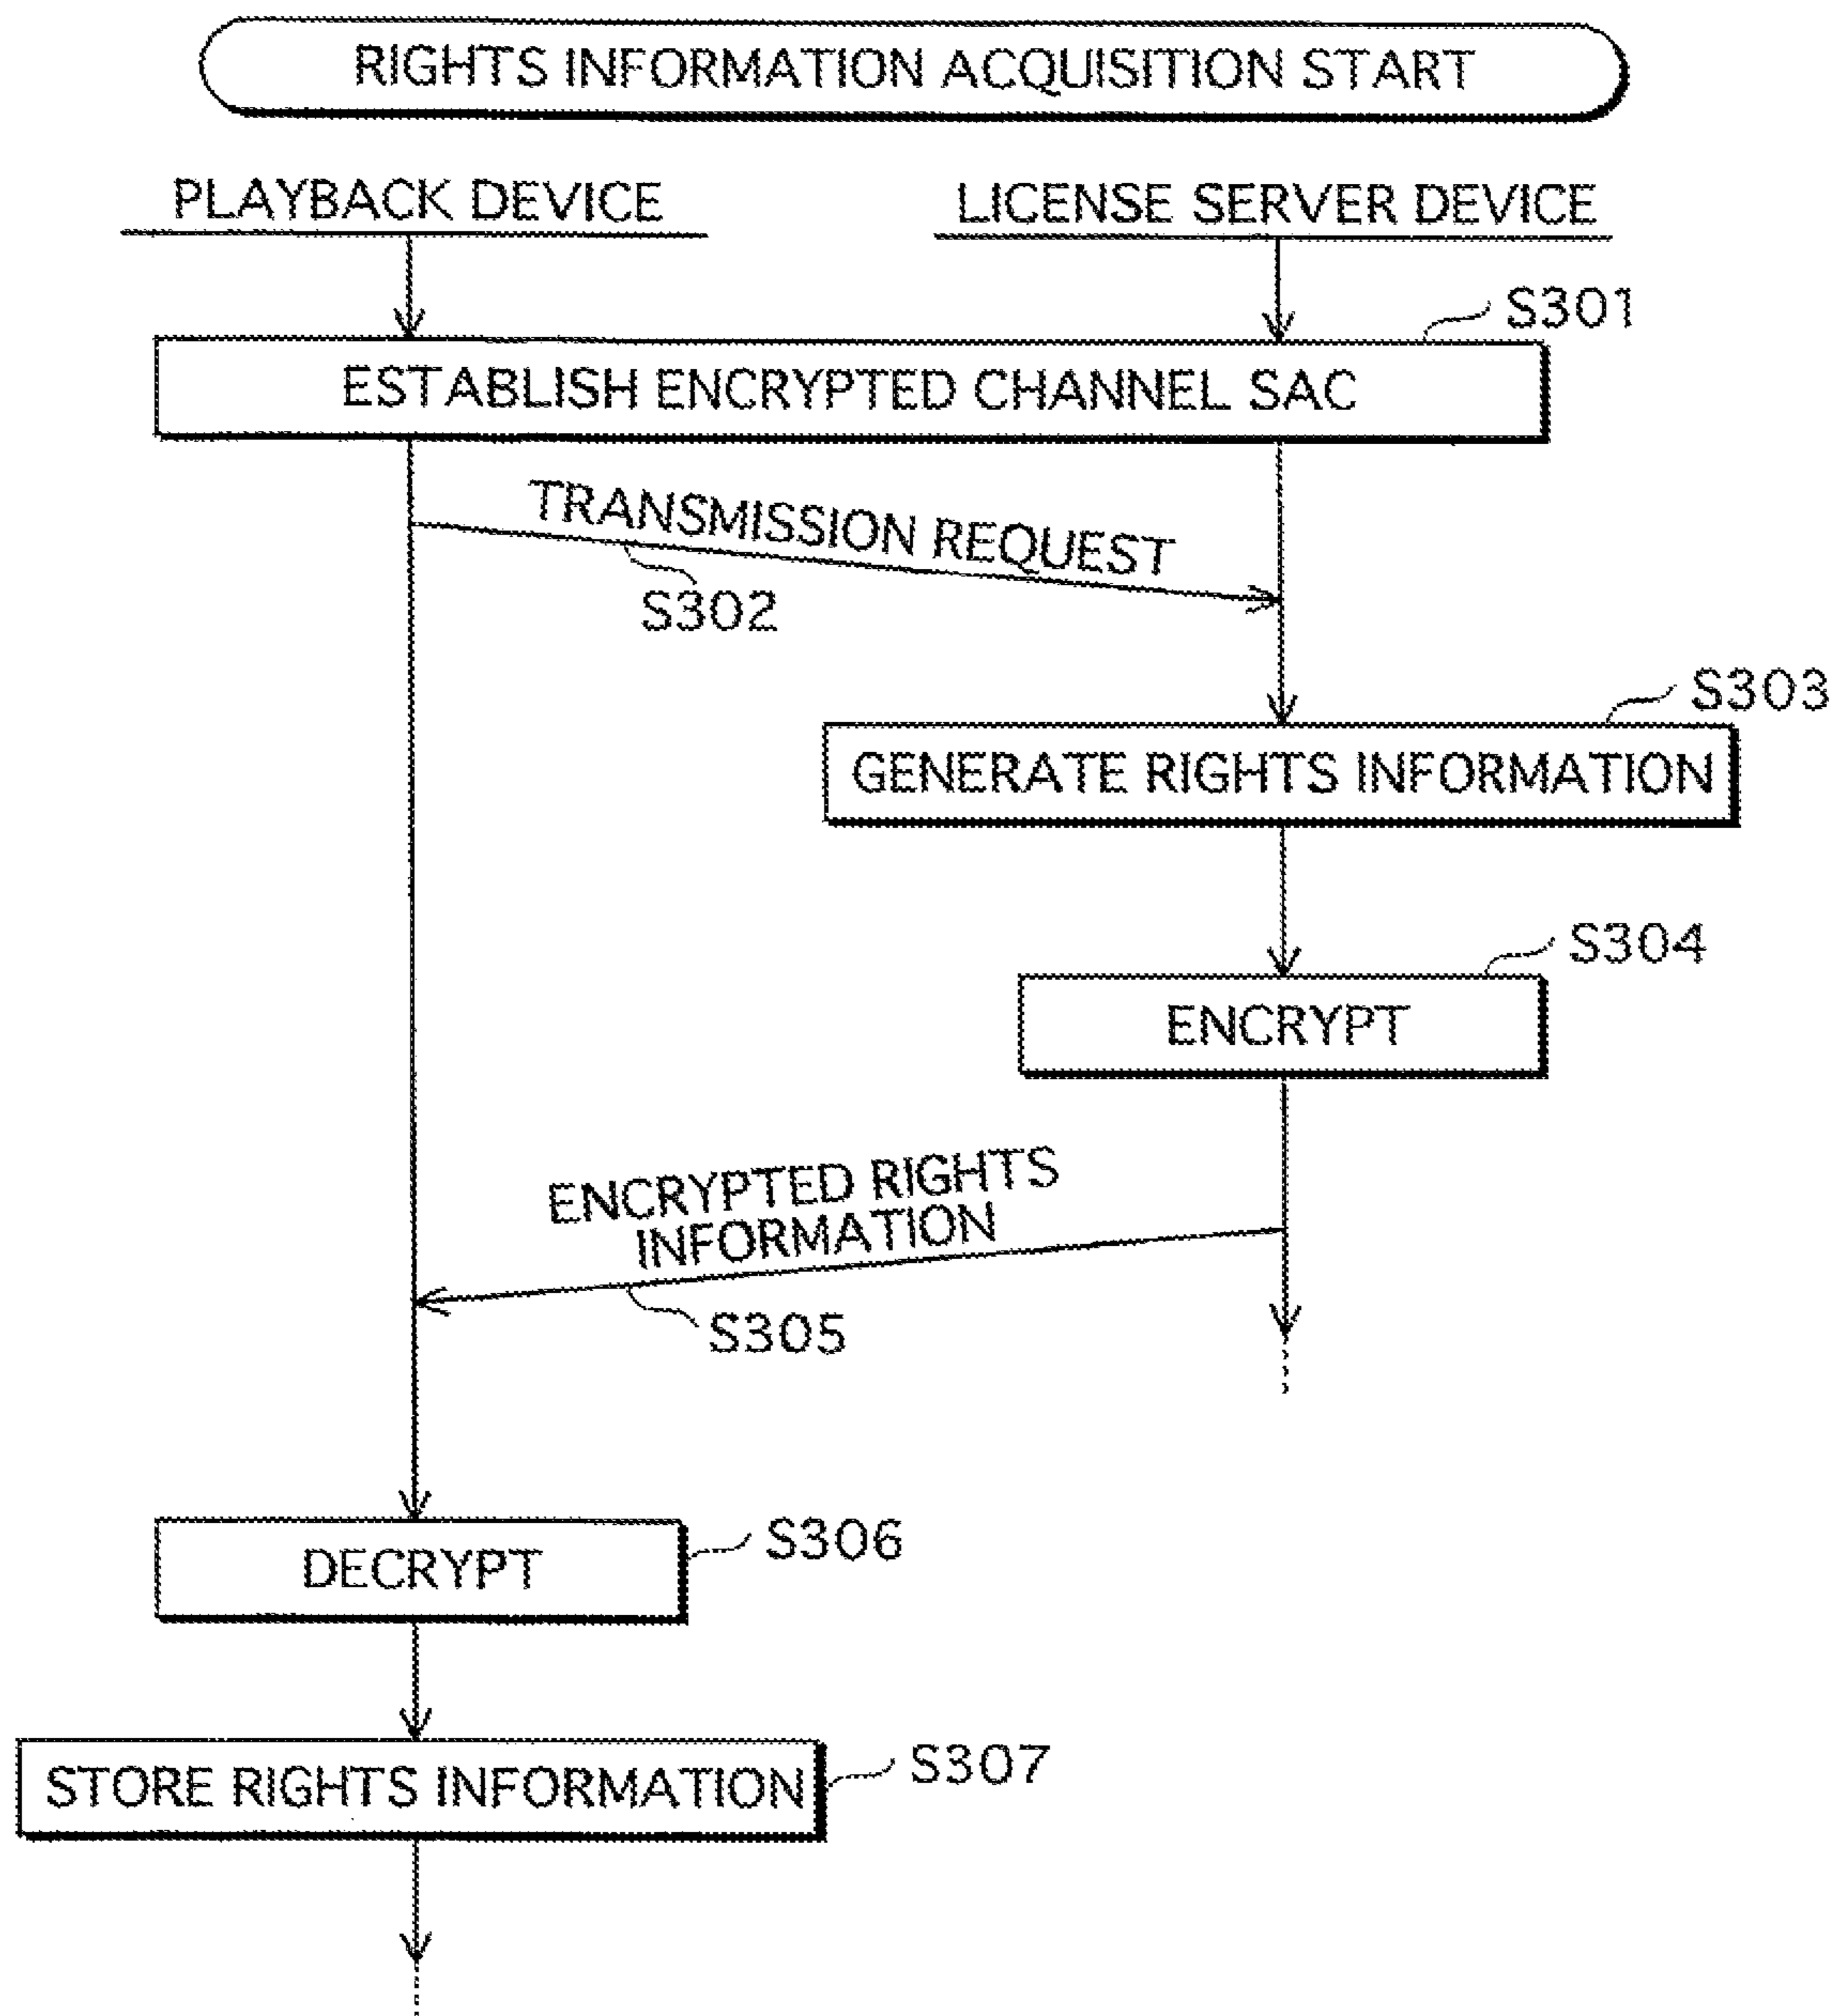 RIGHTS INFORMATION ACQUISITION START
PLAYBACK DEVICE
LICENSE SERVER DEVICE
S301
ESTABLISH ENCRYPTED CHANNEL SAC
TRANSMISSION REQUEST
S302
S303
GENERATE RIGHTS INFORMATION
S304
ENCRYPT
ENCRYPTED RIGHTS
INFORMATION
S305
DECRYPT
S306
STORE RIGHTS INFORMATION
S307